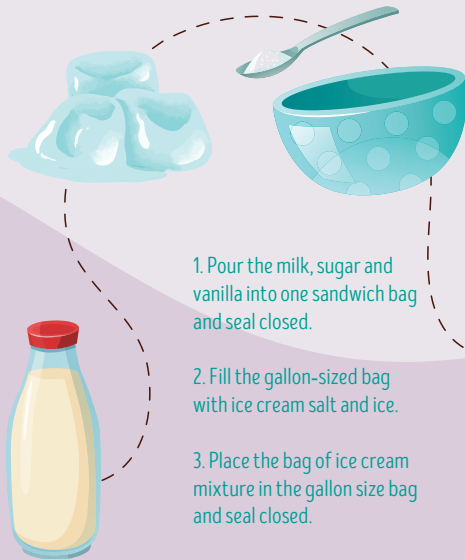 1. Pour the milk, sugar and
vanilla into one sandwich bag
and seal closed.
2. Fill the gallon-sized bag
with ice cream salt and ice.
3. Place the bag of ice cream
mixture in the gallon size bag
and seal closed.